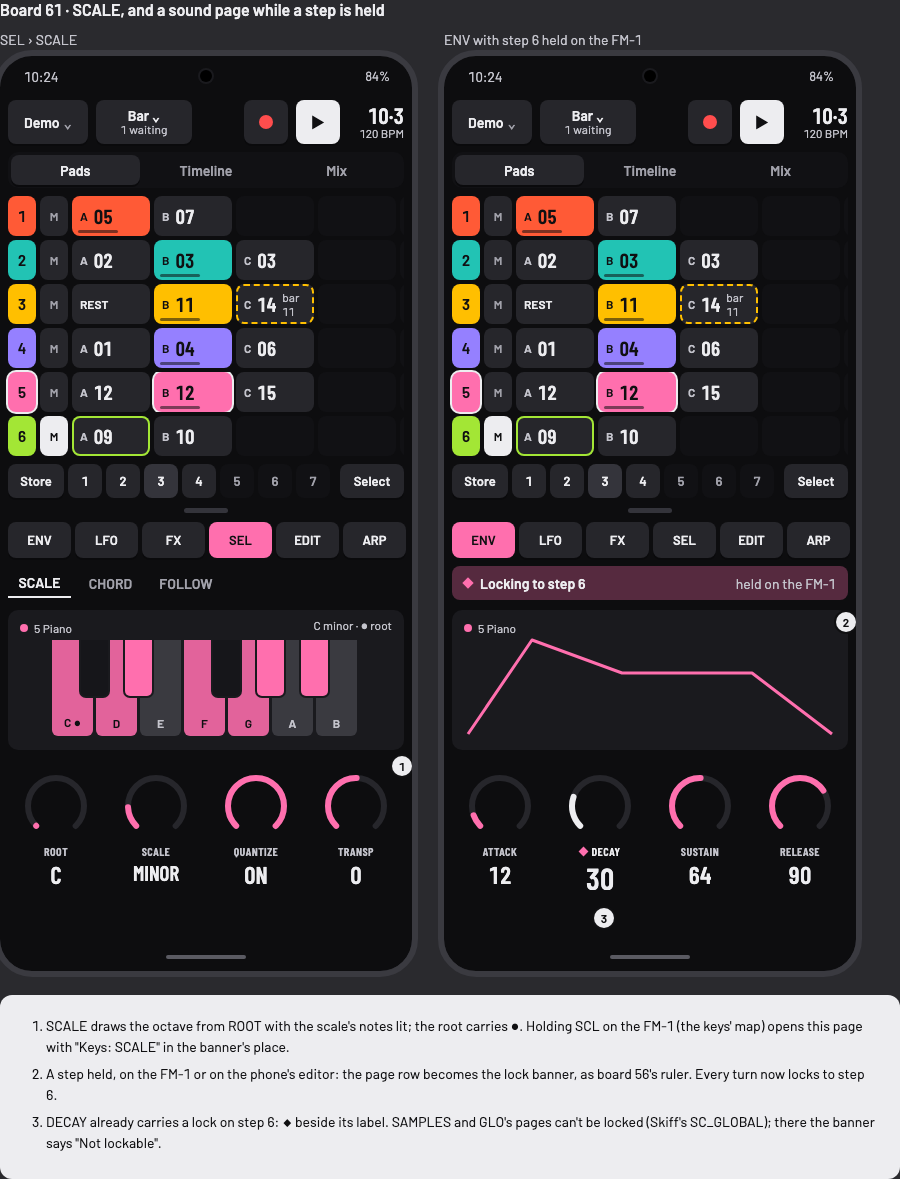 Board 61 · SCALE, and a sound page while a step is held
SEL › SCALE
10:24 84%
Demo Bar 10·3
1 waiting 120 BPM
Pads Timeline Mix
1 M A 05 B 07
2 M A 02 B 03 C 03
3 M REST B 11 C 14 bar 11
4 M A 01 B 04 C 06
5 M A 12 B 12 C 15
6 M A 09 B 10
Store 1 2 3 4 5 6 7 Select
ENV LFO FX SEL EDIT ARP
SCALE CHORD FOLLOW
5 Piano C minor · ● root
C ● D E F G A B
1
ROOT SCALE QUANTIZE TRANSP
C MINOR ON 0
ENV with step 6 held on the FM-1
10:24 84%
Demo Bar 10·3
1 waiting 120 BPM
Pads Timeline Mix
1 M A 05 B 07
2 M A 02 B 03 C 03
3 M REST B 11 C 14 bar 11
4 M A 01 B 04 C 06
5 M A 12 B 12 C 15
6 M A 09 B 10
Store 1 2 3 4 5 6 7 Select
ENV LFO FX SEL EDIT ARP
◆ Locking to step 6 held on the FM-1
5 Piano 2
ATTACK ◆ DECAY SUSTAIN RELEASE
12 30 64 90
3
1. SCALE draws the octave from ROOT with the scale's notes lit; the root carries ●. Holding SCL on the FM-1 (the keys' map) opens this page
with "Keys: SCALE" in the banner's place.
2. A step held, on the FM-1 or on the phone's editor: the page row becomes the lock banner, as board 56's ruler. Every turn now locks to step
6.
3. DECAY already carries a lock on step 6: ◆ beside its label. SAMPLES and GLO's pages can't be locked (Skiff's SC_GLOBAL); there the banner
says "Not lockable".